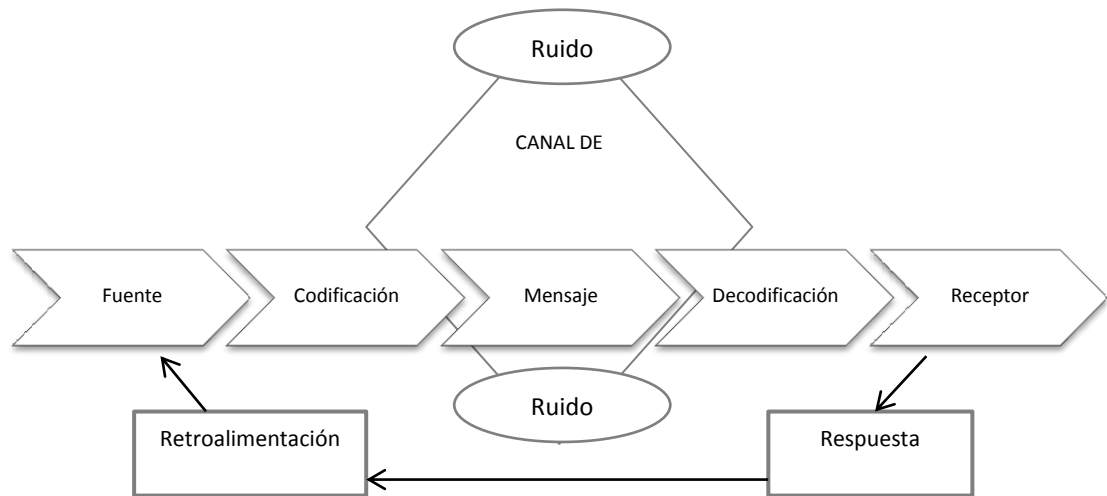 Ruido
CANAL DE
Fuente
Codificación
Mensaje
Decodificación
Receptor
Ruido
Retroalimentación
Respuesta